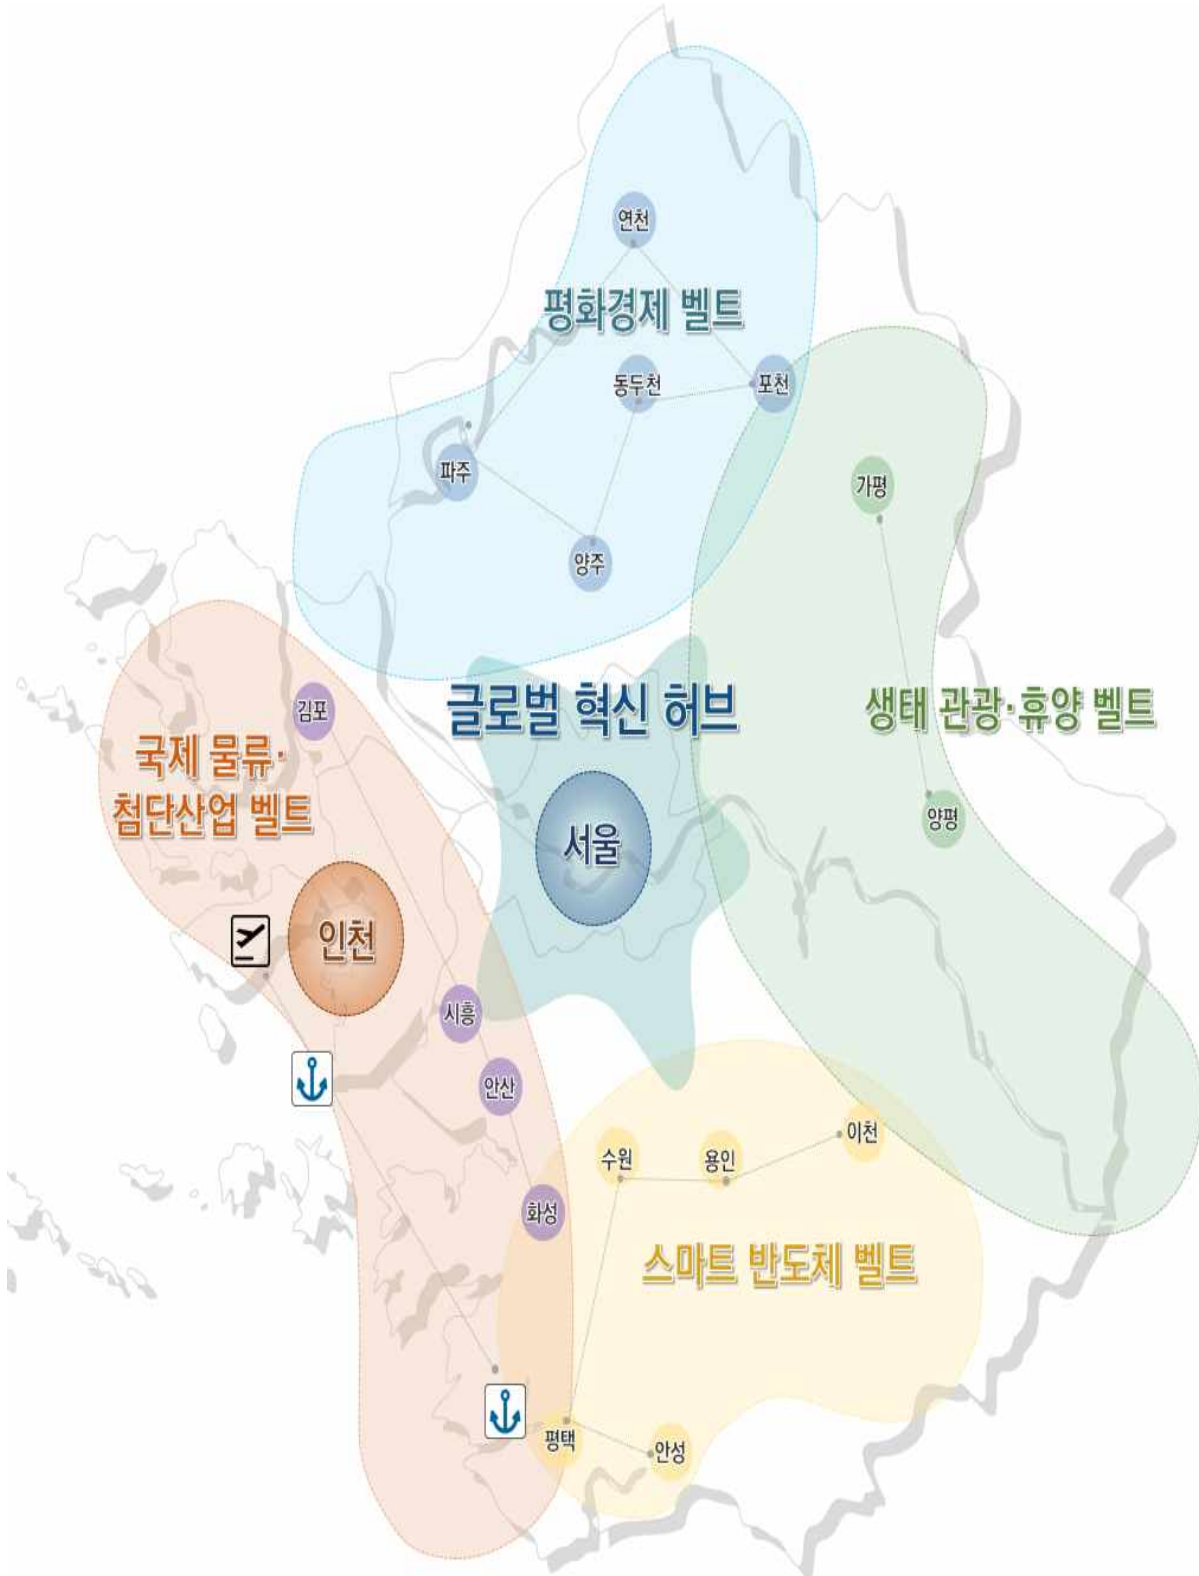 연천
평화경제 벨트
동두천
포천
파주
가평
양주
김포
글로벌 혁신 허브
생태 관광·휴양 벨트
국제 물류·
첨단산업 벨트
양평
서울
인천
시흥
안산
수원
용인
이천
화성
스마트 반도체 벨트
평택
안성